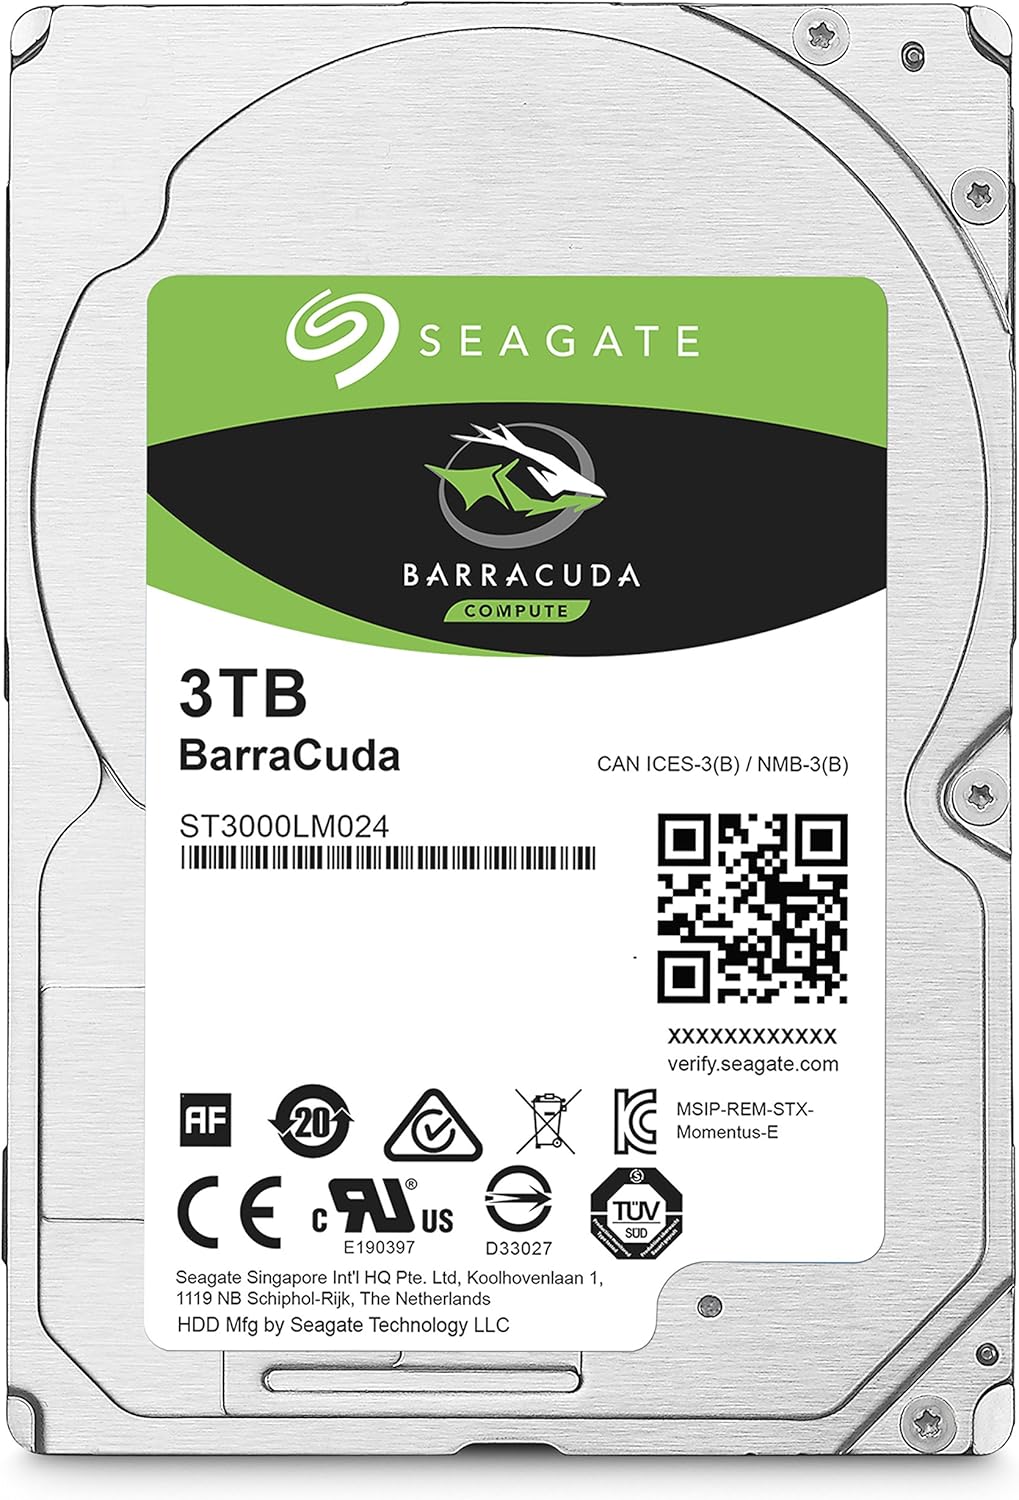 SEAGATE
BARRACUDA
COMPUTE
3TB
BarraCuda
CAN ICES-3(B) / NMB-3(B)
ST3000LM024
XXXXXXXXXXXX
verify.seagate.com
AF
20
MSIP-REM-STX-
Momentus-E
CE
c RU ® US
E190397
D33027
TÜV
SÜD
Seagate Singapore Int'l HQ Pte. Ltd, Koolhovenlaan 1,
1119 NB Schiphol-Rijk, The Netherlands
HDD Mfg by Seagate Technology LLC